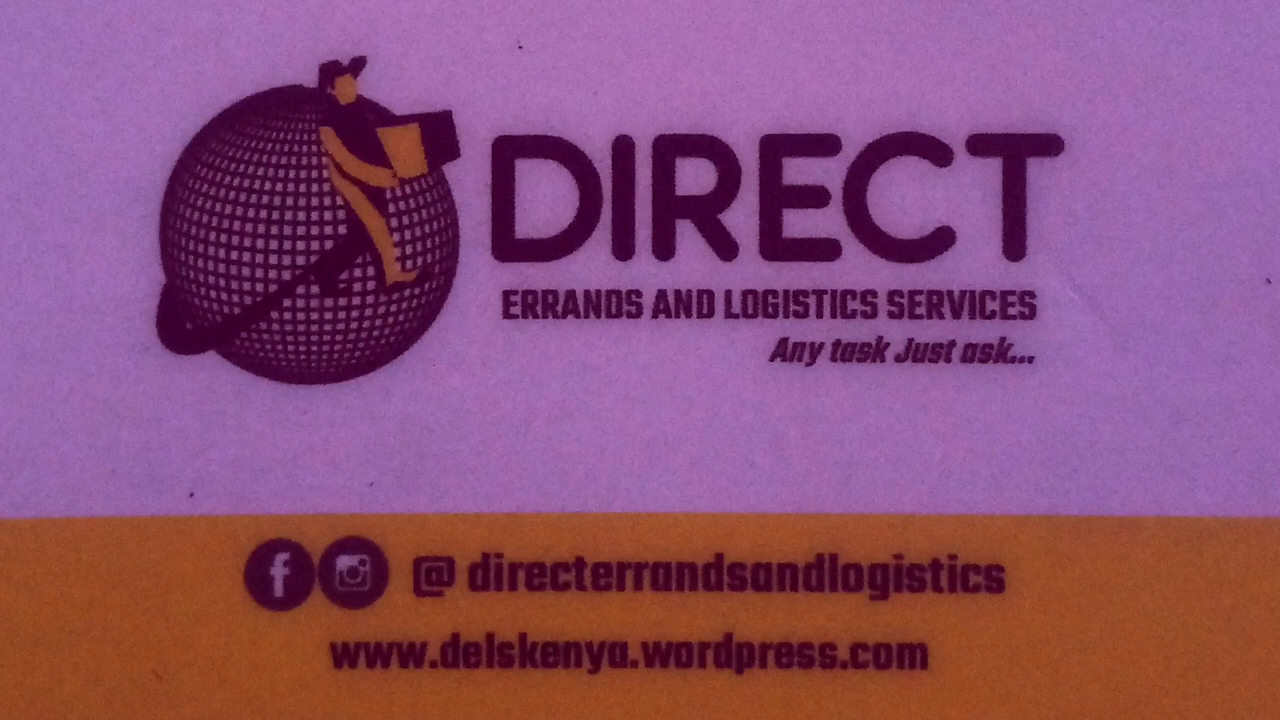 DIRECT
ERRANDS AND LOGISTICS SERVICES
Any task Just ask...
@ directerrandsandlogistics
www.delskenya.wordpress.com